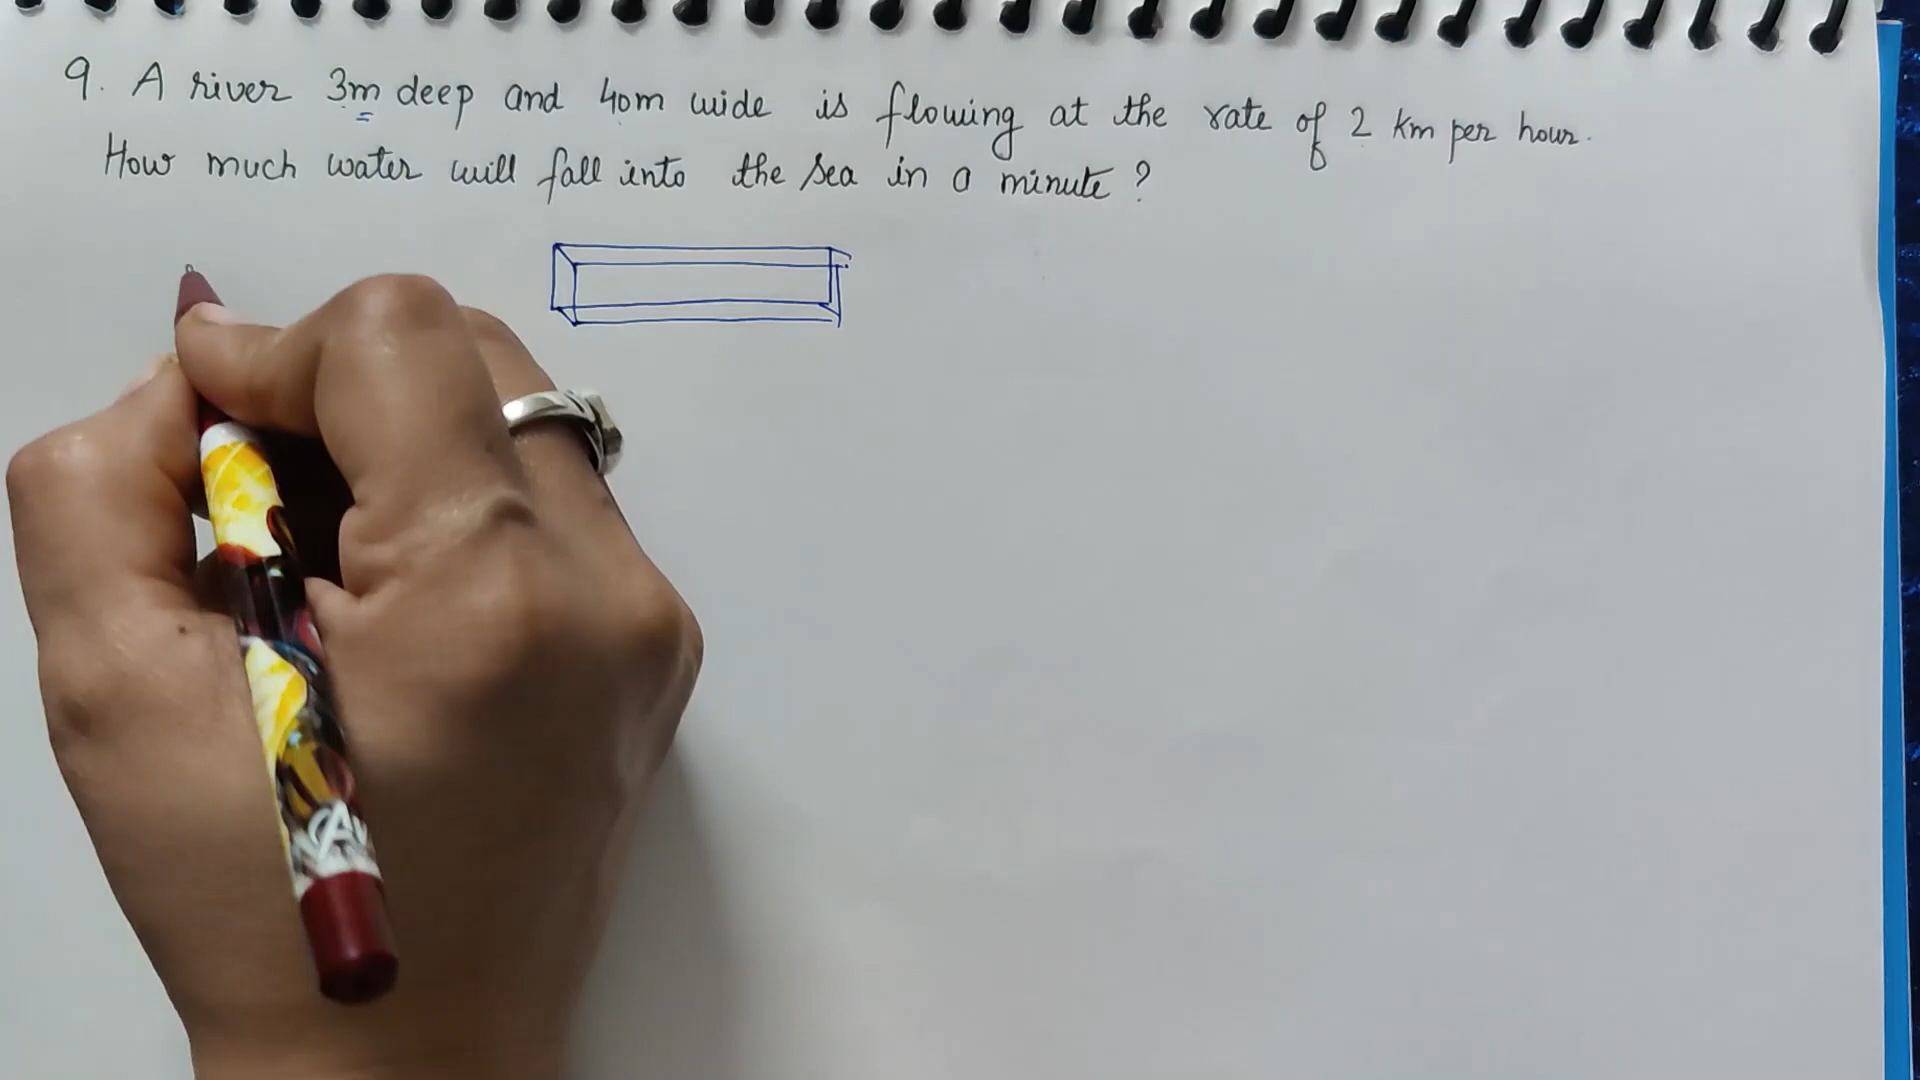 9. A river 3m deep and 40m wide is flowing at the rate of 2 km per hour.
How much water will fall into the sea in a minute ?